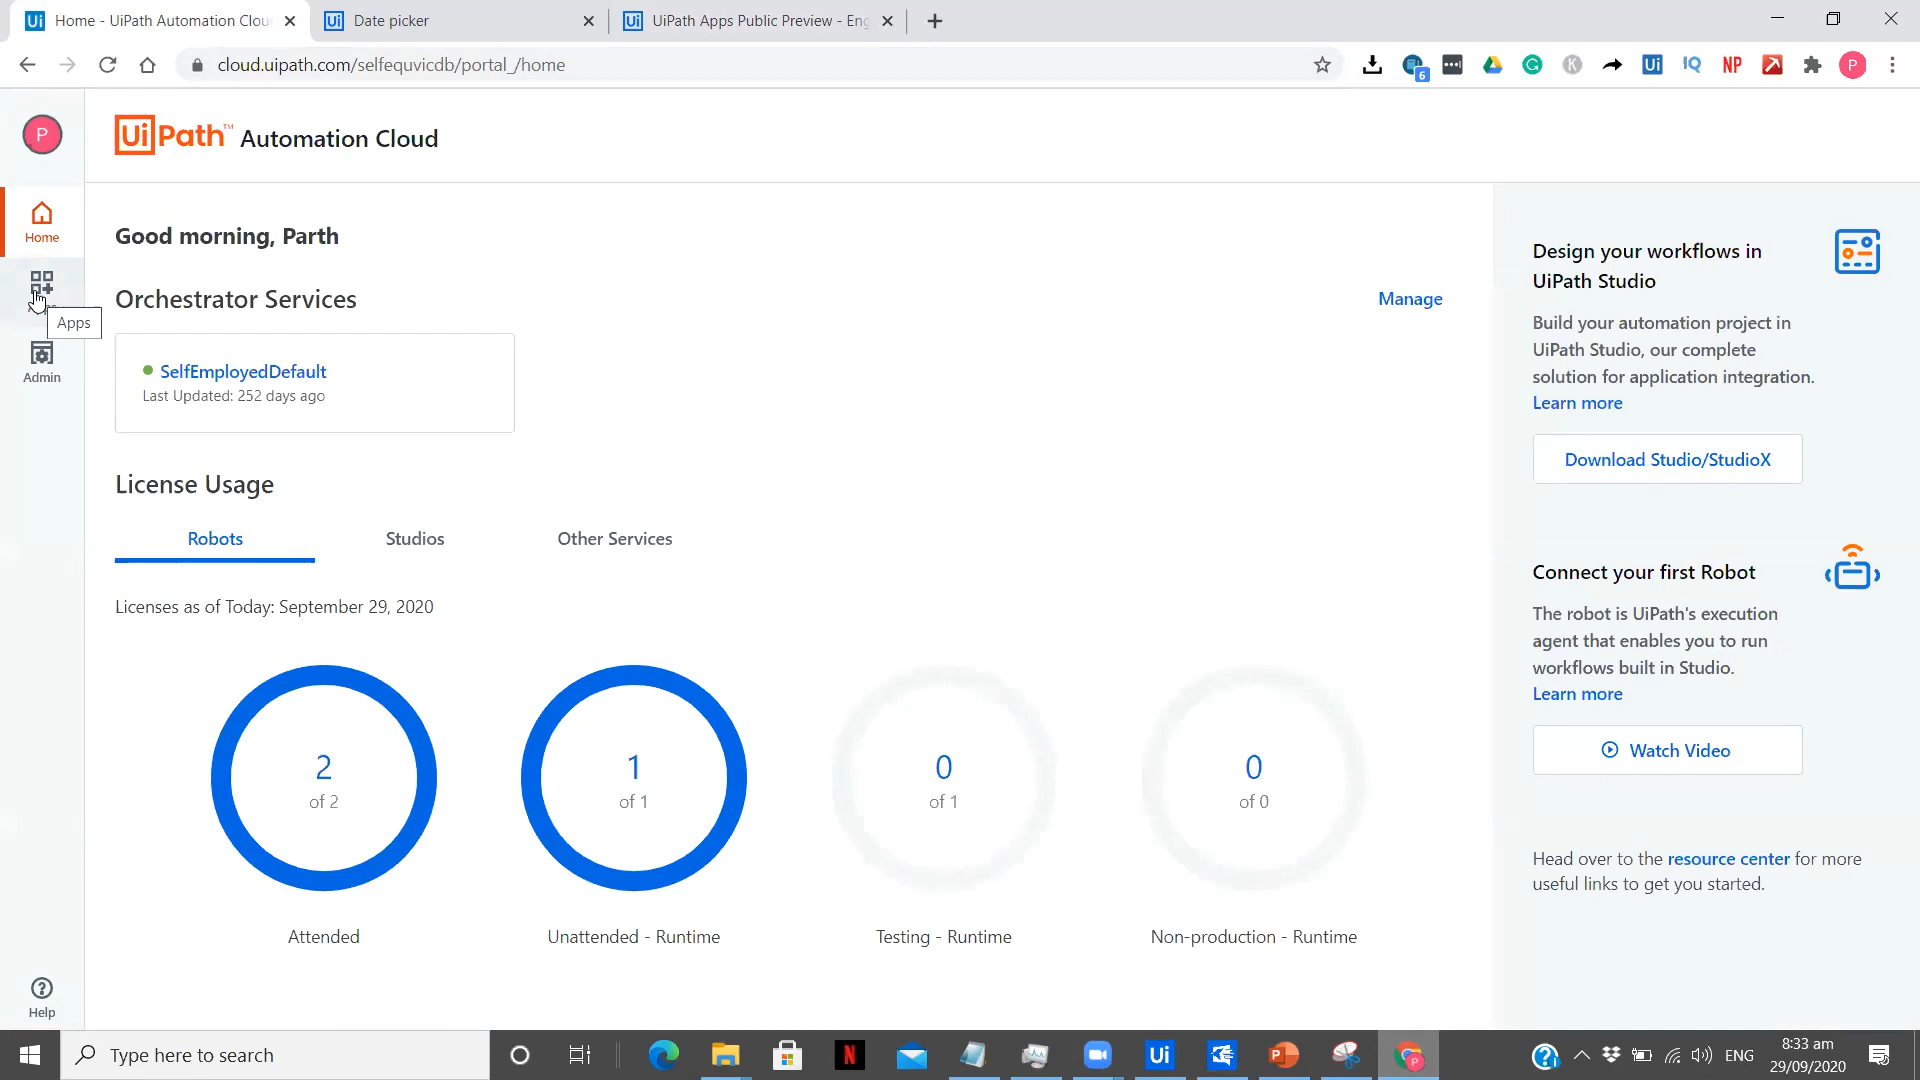 Home - UiPath Automation Clou
Date picker
UiPath Apps Public Preview - Eng
cloud.uipath.com/selfequvicdb/portal_/home
6
Ui
IQ
NP
P
P
UiPath™ Automation Cloud
Home
Apps
Admin
Help
Good morning, Parth
Orchestrator Services
Manage
SelfEmployedDefault
Last Updated: 252 days ago
License Usage
Robots
Studios
Other Services
Licenses as of Today: September 29, 2020
2
of 2
Attended
1
of 1
Unattended - Runtime
0
of 1
Testing - Runtime
0
of 0
Non-production - Runtime
Design your workflows in
UiPath Studio
Build your automation project in
UiPath Studio, our complete
solution for application integration.
Learn more
Download Studio/StudioX
Connect your first Robot
The robot is UiPath's execution
agent that enables you to run
workflows built in Studio.
Learn more
Watch Video
Head over to the resource center for more
useful links to get you started.
Type here to search
ENG
8:33 am
29/09/2020